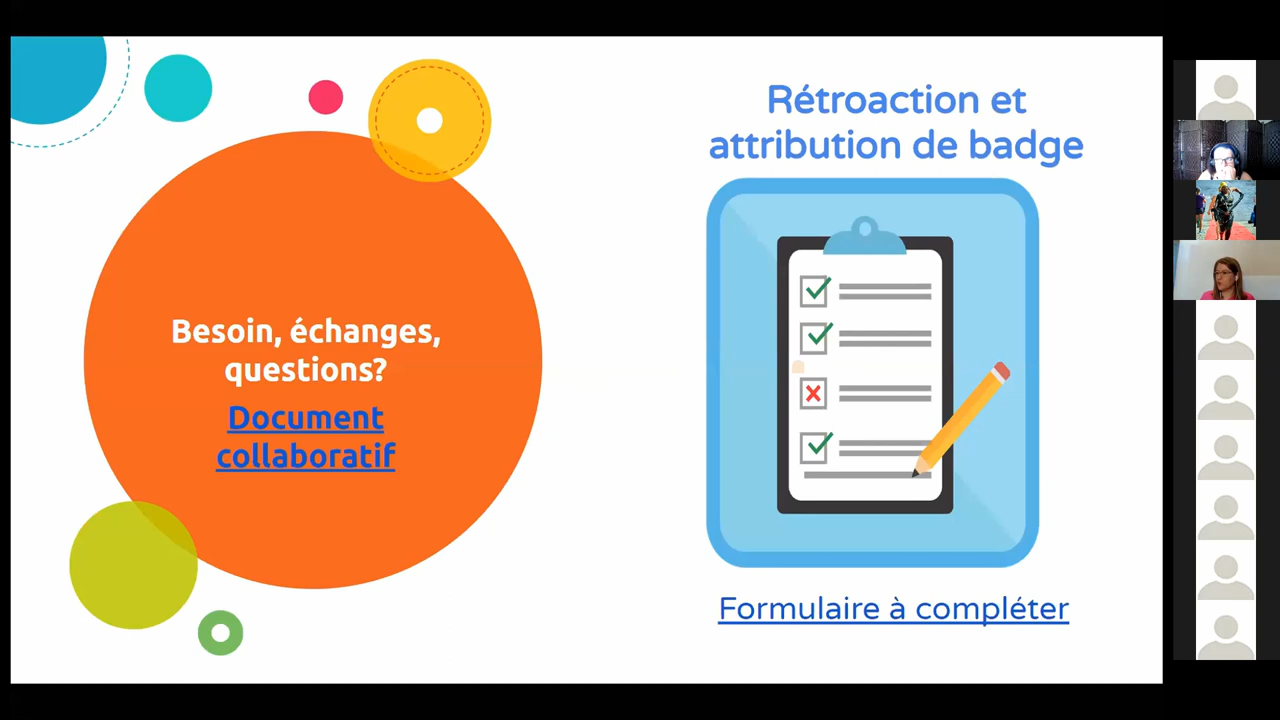 Besoin, échanges,
questions?
Document
collaboratif
Rétroaction et
attribution de badge
Formulaire à compléter